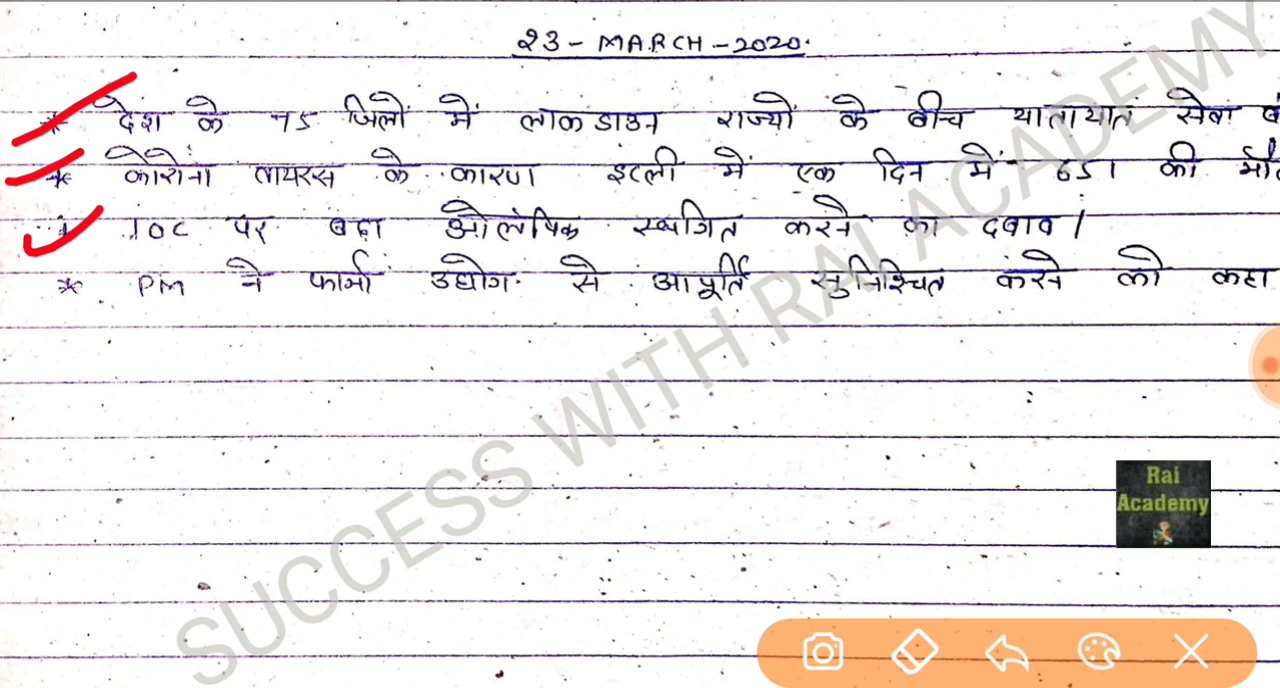 23 - MARCH - 2020
* देश के 75 जिलों में लाकडाउन राज्यों के बीच यातायात सेवा बं
* कोरोना वायरस के कारण इटली में एक दिन में 651 की मौत
* IOC पर बढ़ा ओलंपिक स्थगित करने का दबाव।
* PM ने फार्मा उद्योग से आपूर्ति सुनिश्चित करने को कहा
SUCCESS WITH RAI ACADEMY
Rai
Academy